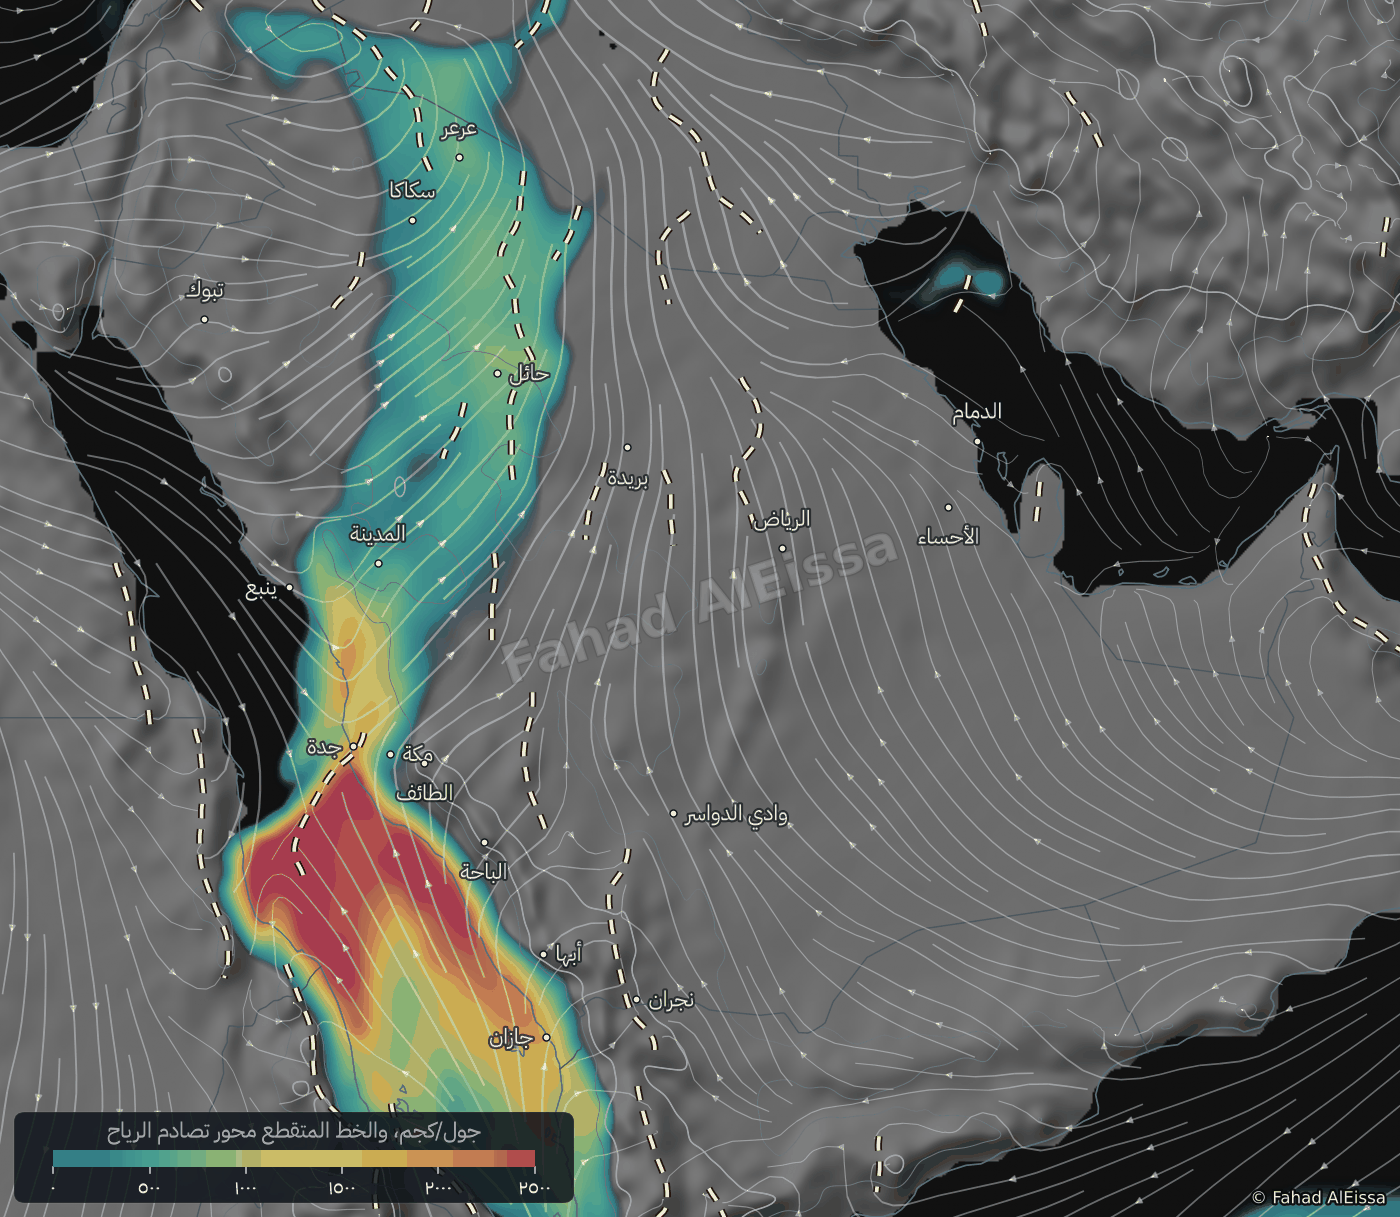 عرعر
سكاكا
تبوك
حائل
الدمام
بريدة
الرياض
الأحساء
المدينة
ينبع
Fahad AlEissa
جدة
مكة
الطائف
وادي الدواسر
الباحة
أبها
نجران
جازان
جول/كجم، والخط المتقطع محور تصادم الرياح
٠ ٥٠٠ ١٠٠٠ ١٥٠٠ ٢٠٠٠ ٢٥٠٠
© Fahad AlEissa